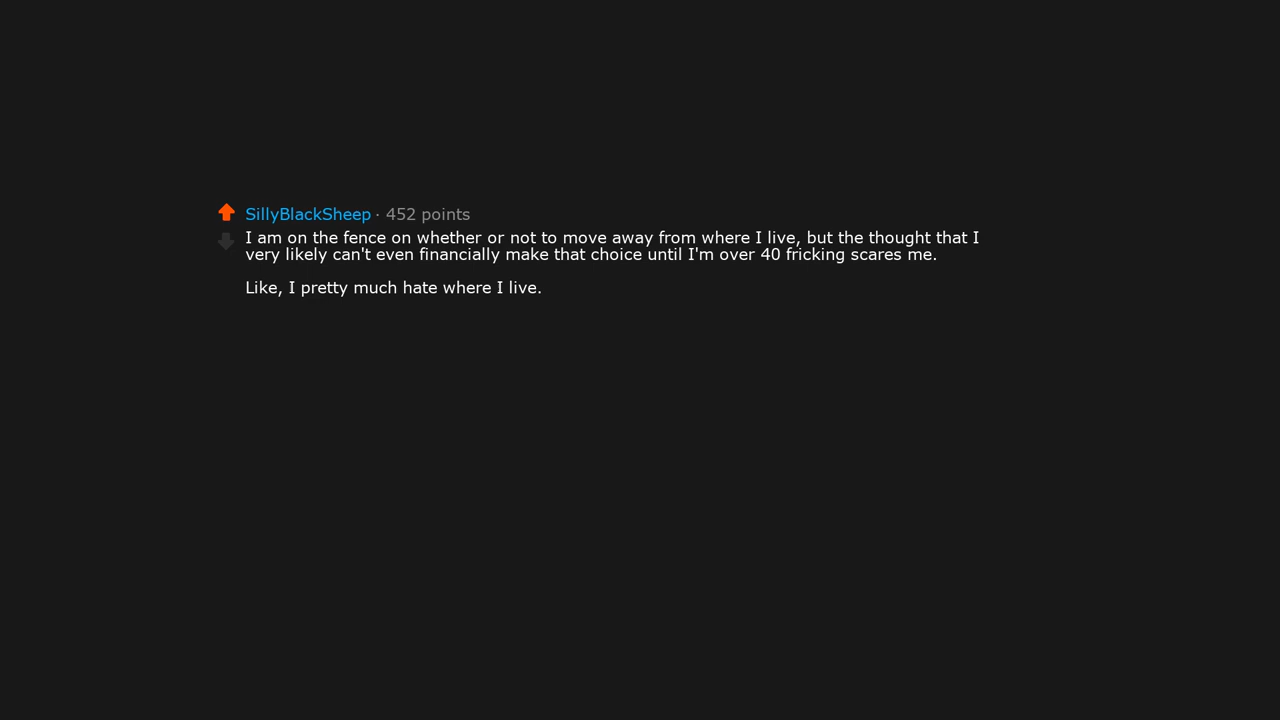 SillyBlackSheep · 452 points
I am on the fence on whether or not to move away from where I live, but the thought that I
very likely can't even financially make that choice until I'm over 40 fricking scares me.
Like, I pretty much hate where I live.